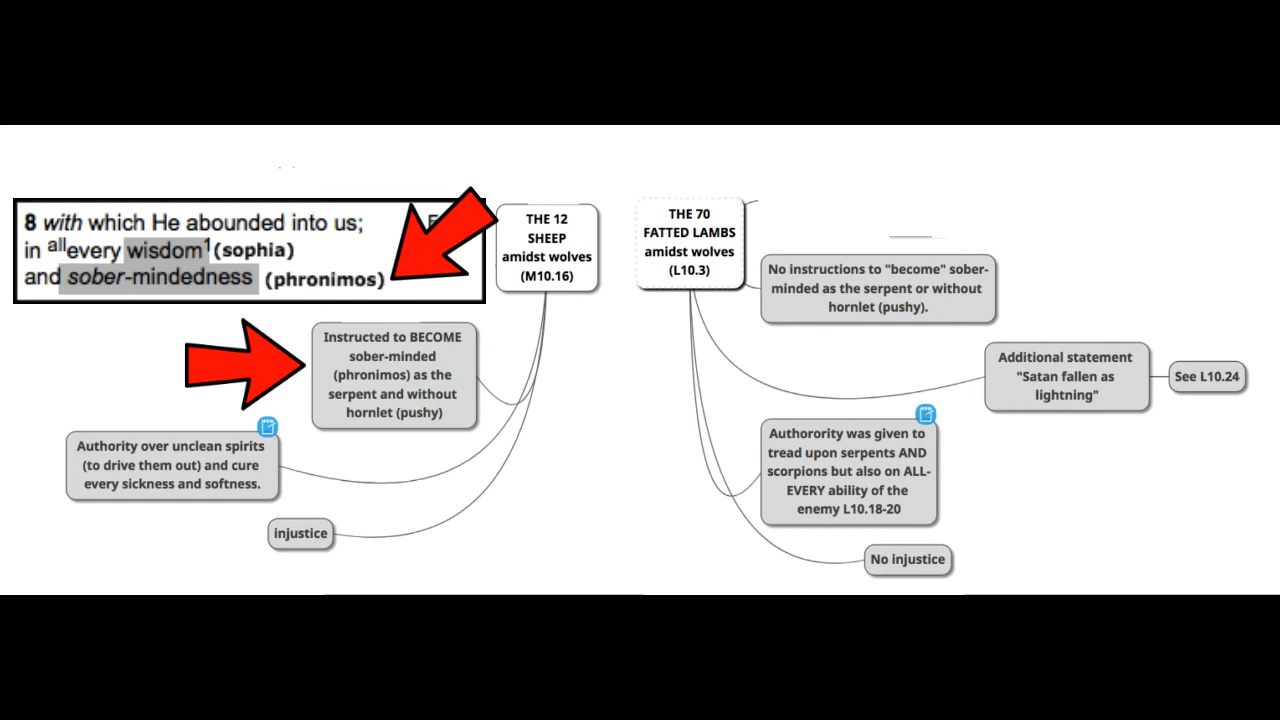 8 with which He abounded into us;
in allevery wisdom1 (sophia)
and sober-mindedness (phronimos)
THE 12
SHEEP
amidst wolves
(M10.16)
Instructed to BECOME
sober-minded
(phronimos) as the
serpent and without
hornlet (pushy)
Authority over unclean spirits
(to drive them out) and cure
every sickness and softness.
injustice
THE 70
FATTED LAMBS
amidst wolves
(L10.3)
No instructions to "become" sober-
minded as the serpent or without
hornlet (pushy).
Additional statement
"Satan fallen as
lightning"
See L10.24
Authorority was given to
tread upon serpents AND
scorpions but also on ALL-
EVERY ability of the
enemy L10.18-20
No injustice